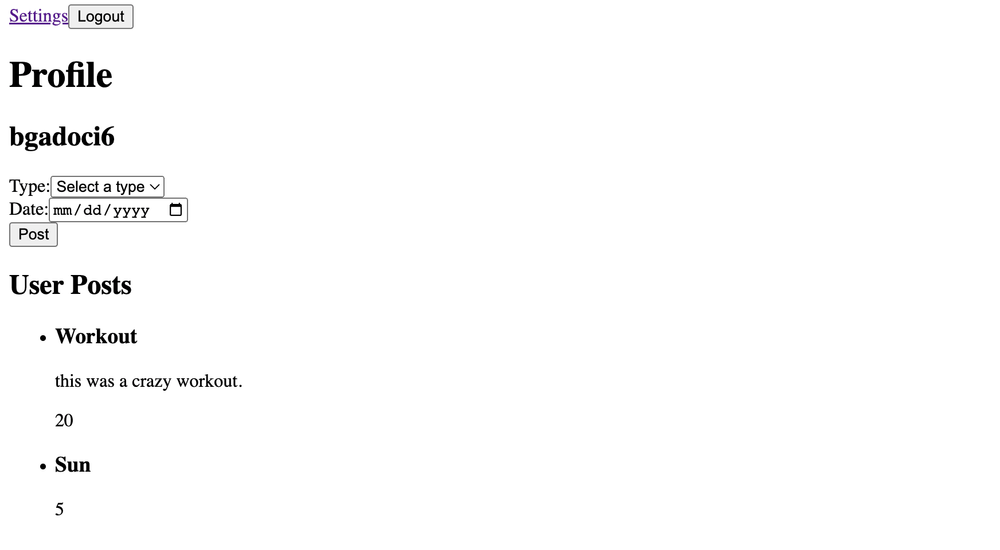 Settings Logout
Profile
bgadoci6
Type: Select a type
Date: mm/dd/yyyy
Post
User Posts
Workout
this was a crazy workout.
20
Sun
5